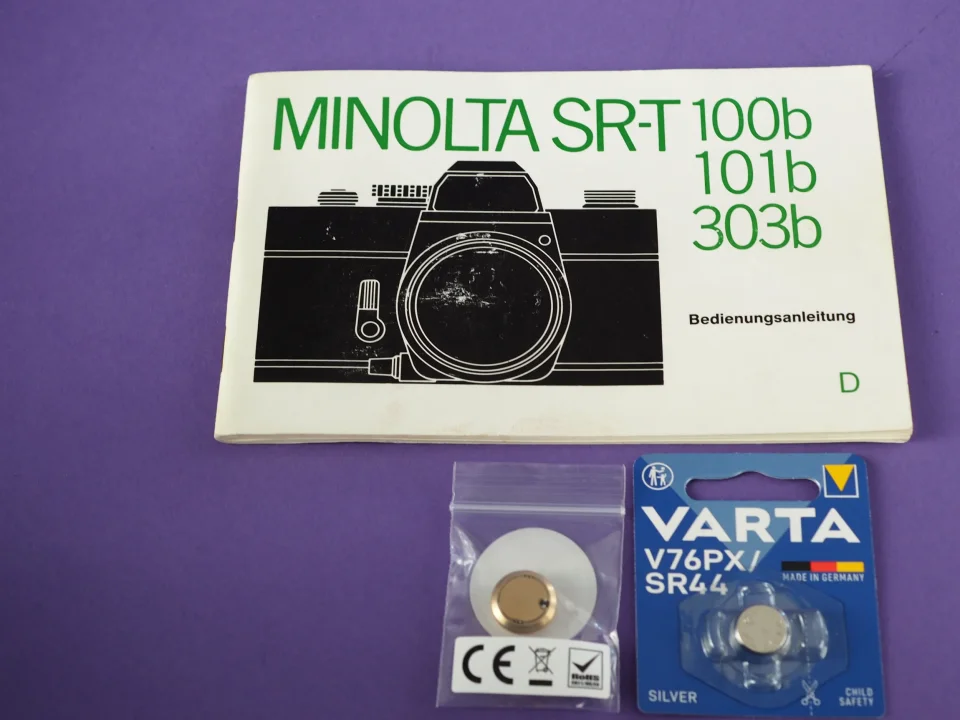 MINOLTA SR-T 100b
101b
303b
Bedienungsanleitung
D
VARTA
V76PX/
SR44
MADE IN GERMANY
CE
RoHS
SILVER
CHILD
SAFETY